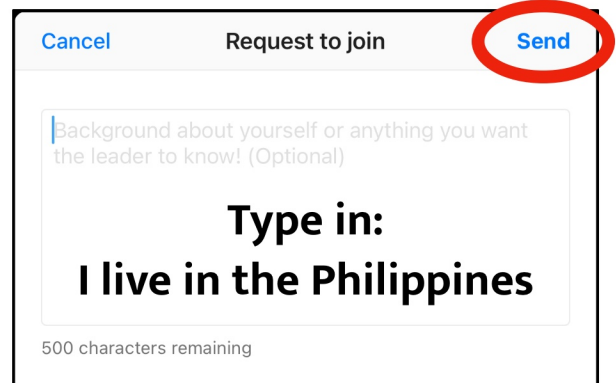 Cancel Request to join Send
Background about yourself or anything you want
the leader to know! (Optional)
Type in:
I live in the Philippines
500 characters remaining